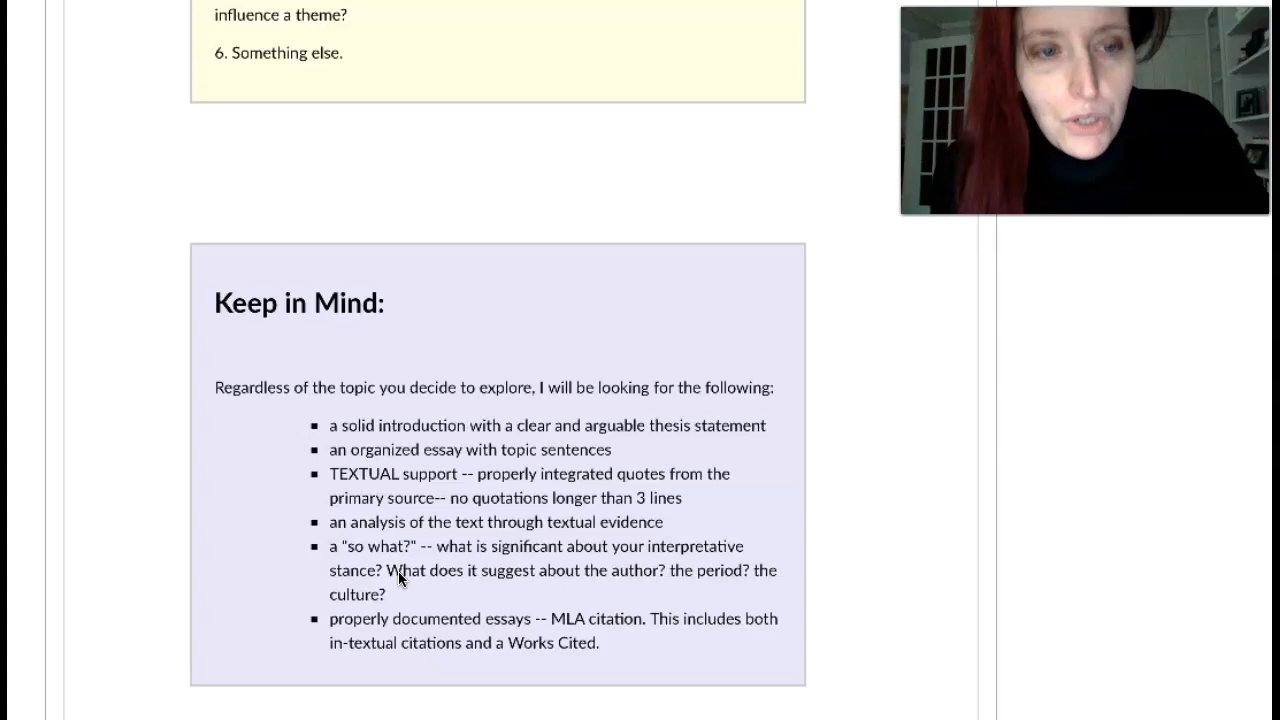 influence a theme?
6. Something else.
Keep in Mind:
Regardless of the topic you decide to explore, I will be looking for the following:
▪ a solid introduction with a clear and arguable thesis statement
▪ an organized essay with topic sentences
▪ TEXTUAL support -- properly integrated quotes from the
primary source-- no quotations longer than 3 lines
▪ an analysis of the text through textual evidence
▪ a "so what?" -- what is significant about your interpretative
stance? What does it suggest about the author? the period? the
culture?
▪ properly documented essays -- MLA citation. This includes both
in-textual citations and a Works Cited.